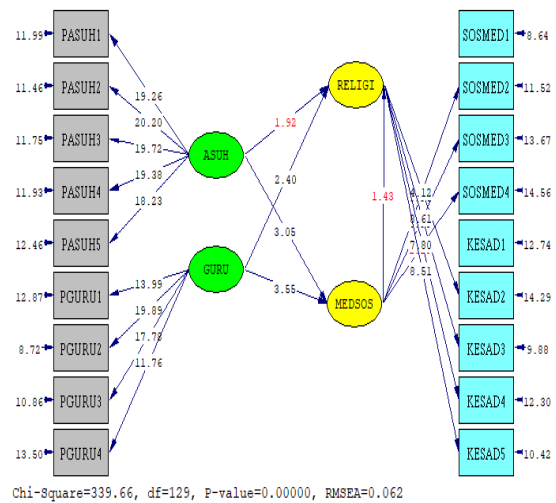 11.99 PASUH1
11.46 PASUH2
11.75 PASUH3
11.93 PASUH4
12.46 PASUH5
12.87 PGURU1
8.72 PGURU2
10.86 PGURU3
13.50 PGURU4
19.26
20.20
19.72
19.38
18.23
13.99
19.89
17.78
11.76
ASUH
GURU
1.92
2.40
3.05
3.55
RELIGI
1.43
MEDSOS
4.12
7.80
8.51
SOSMED1 8.64
SOSMED2 11.52
SOSMED3 13.67
SOSMED4 14.56
KESAD1 12.74
KESAD2 14.29
KESAD3 9.88
KESAD4 12.30
KESAD5 10.42
Chi-Square=339.66, df=129, P-value=0.00000, RMSEA=0.062